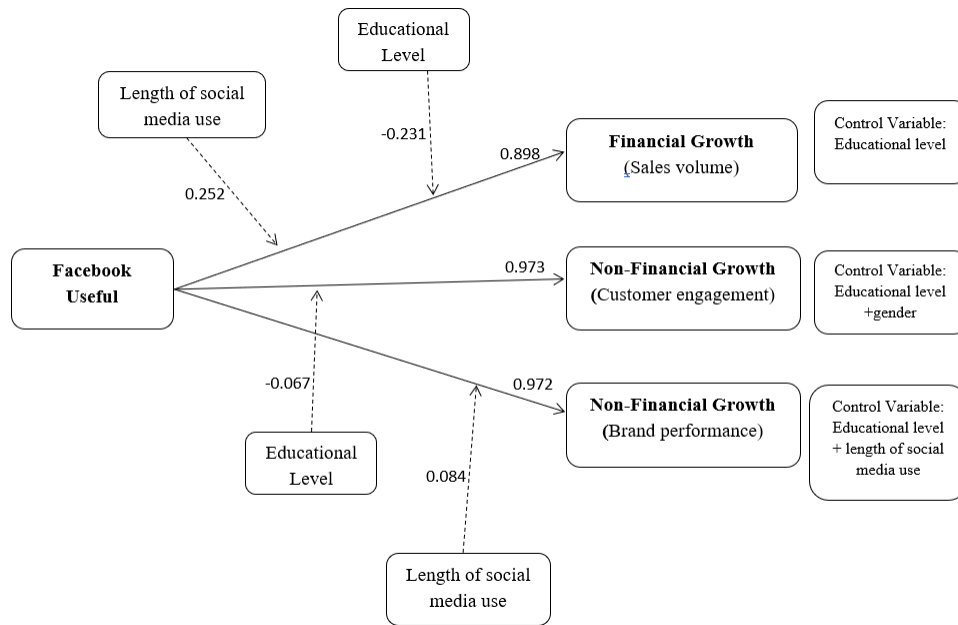 Educational
Level
Length of social
media use
-0.231
0.252
0.898
Financial Growth
(Sales volume)
Control Variable:
Educational level
Facebook
Useful
0.973
Non-Financial Growth
(Customer engagement)
Control Variable:
Educational level
+gender
-0.067
0.972
Non-Financial Growth
(Brand performance)
Control Variable:
Educational level
+ length of social
media use
Educational
Level
0.084
Length of social
media use